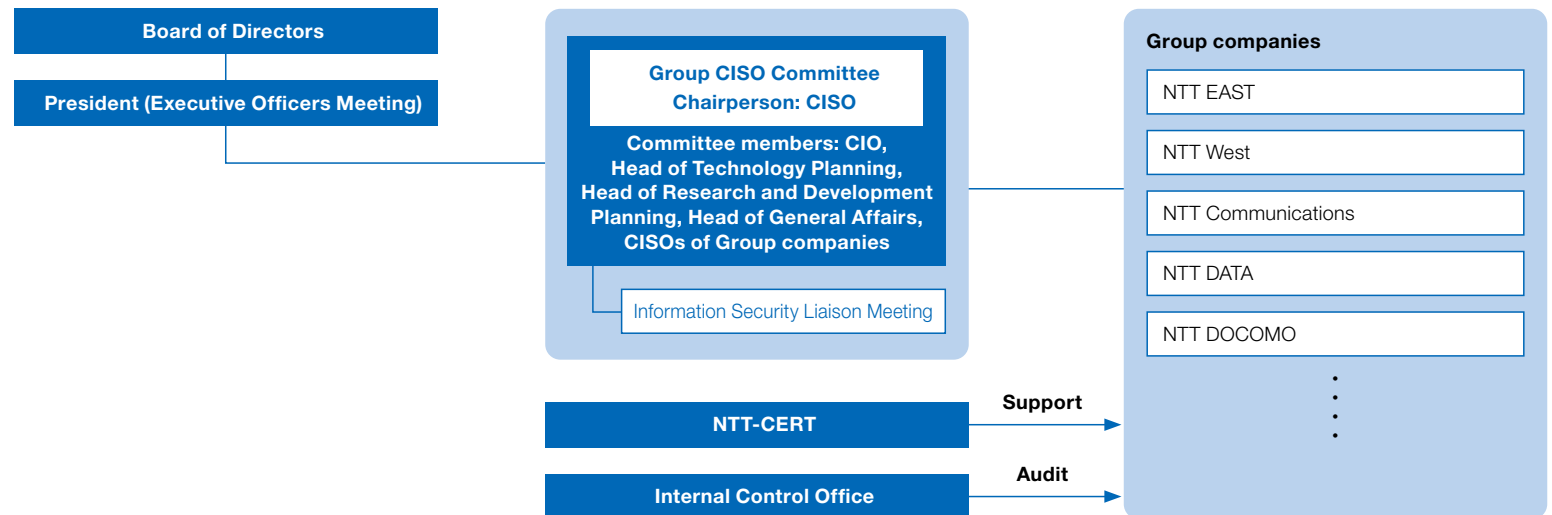 Board of Directors
President (Executive Officers Meeting)
Group CISO Committee
Chairperson: CISO
Committee members: CIO,
Head of Technology Planning,
Head of Research and Development
Planning, Head of General Affairs,
CISOs of Group companies
Information Security Liaison Meeting
NTT-CERT
Support
Internal Control Office
Audit
Group companies
NTT EAST
NTT West
NTT Communications
NTT DATA
NTT DOCOMO